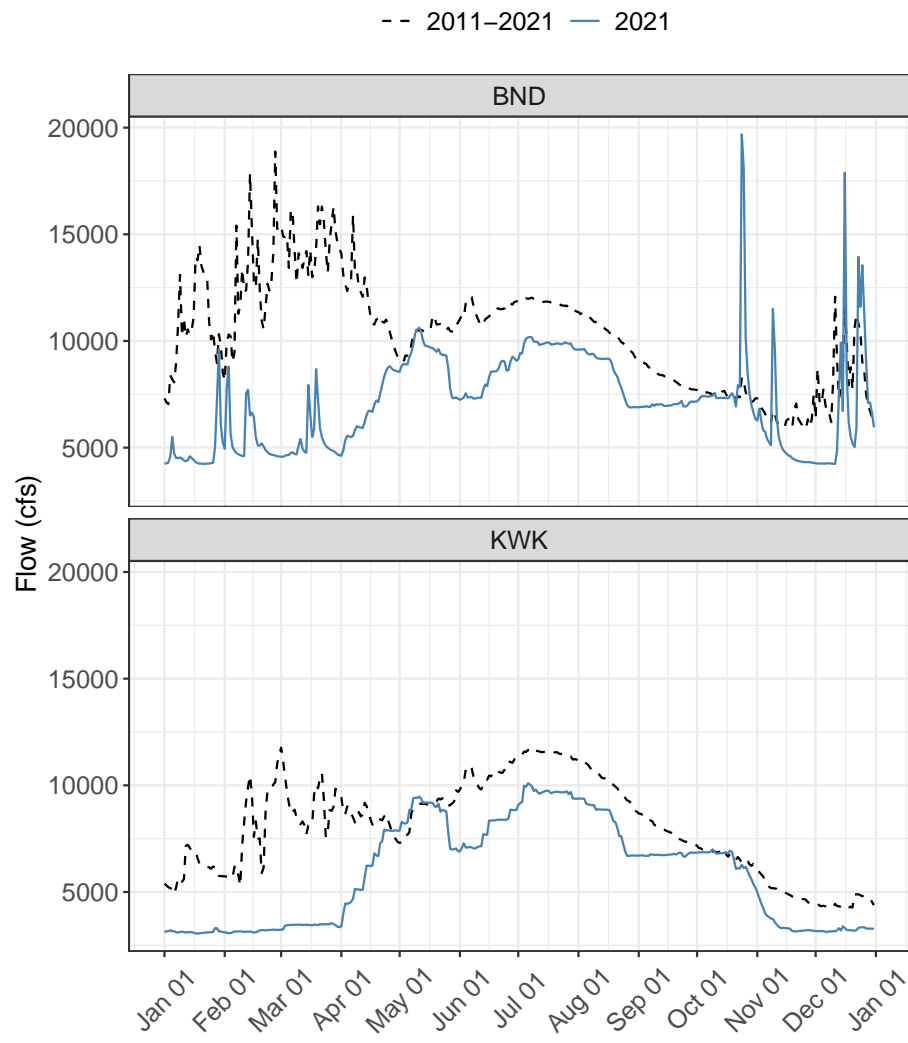 2011–2021 2021
BND
20000
15000
10000
5000
Flow (cfs)
KWK
20000
15000
10000
5000
Jan 01 Feb 01 Mar 01 Apr 01 May 01 Jun 01 Jul 01 Aug 01 Sep 01 Oct 01 Nov 01 Dec 01 Jan 01